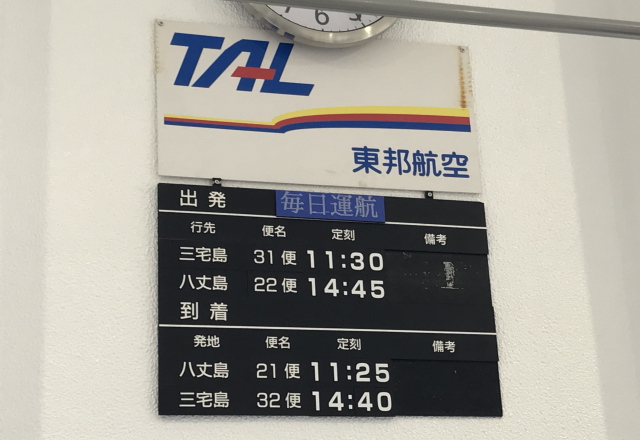 6
TAL
東邦航空
出発 毎日運航
行先 便名 定刻 備考
三宅島 31便 11:30
八丈島 22便 14:45
到着
発地 便名 定刻 備考
八丈島 21便 11:25
三宅島 32便 14:40